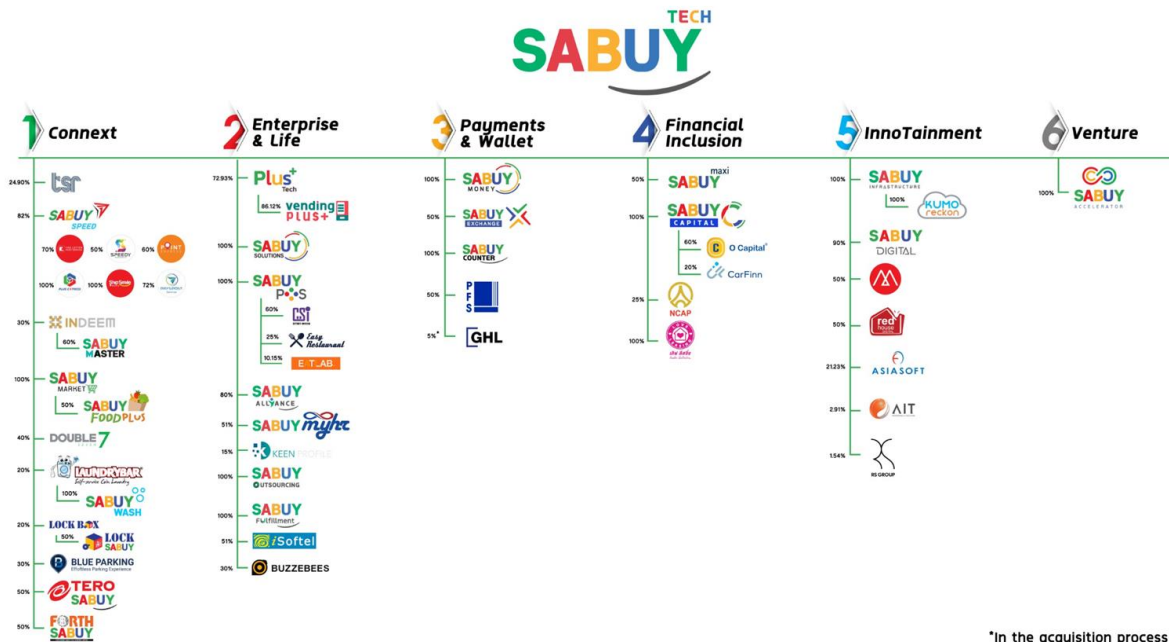 TECH
SABUY
1 Connext
24.90%
tsr
82%
SABUY
SPEED
70%
50%
SPEEDY
60%
POINT
100%
100%
72%
30%
INDEEM
60%
SABUY
MASTER
100%
SABUY
MARKET
50%
SABUY
FOODPLUS
40%
DOUBLE 7
20%
LAUNDRYBAR
Self-service Coin Laundry
100%
SABUY
WASH
20%
LOCK BOX
50%
LOCK
SABUY
30%
BLUE PARKING
Effortless Parking Experience
50%
TERO
SABUY
50%
FORTH
SABUY
2 Enterprise
& Life
72.93%
Plus+
Tech
86.12%
vending
PLUS+
100%
SABUY
SOLUTIONS
100%
SABUY
POS
60%
CSI
25%
Easy
Restaurant
10.15%
80%
SABUY
ALLYANCE
51%
SABUY myhr
15%
KEEN PROFILE
100%
SABUY
OUTSOURCING
100%
SABUY
Fulfillment
51%
iSoftel
30%
BUZZEBEES
3 Payments
& Wallet
100%
SABUY
MONEY
50%
SABUY
EXCHANGE
100%
SABUY
COUNTER
50%
PFS
5%*
GHL
4 Financial
Inclusion
50%
SABUY maxi
100%
SABUY
CAPITAL
60%
O Capital
20%
CarFinn
25%
NCAP
100%
5 InnoTainment
100%
SABUY
INFRASTRUCTURE
100%
KUMO
reckon
90%
SABUY
DIGITAL
50%
50%
red
house
21.23%
ASIASOFT
2.91%
AIT
1.54%
RS GROUP
6 Venture
100%
SABUY
ACCELERATOR
*In the acquisition process